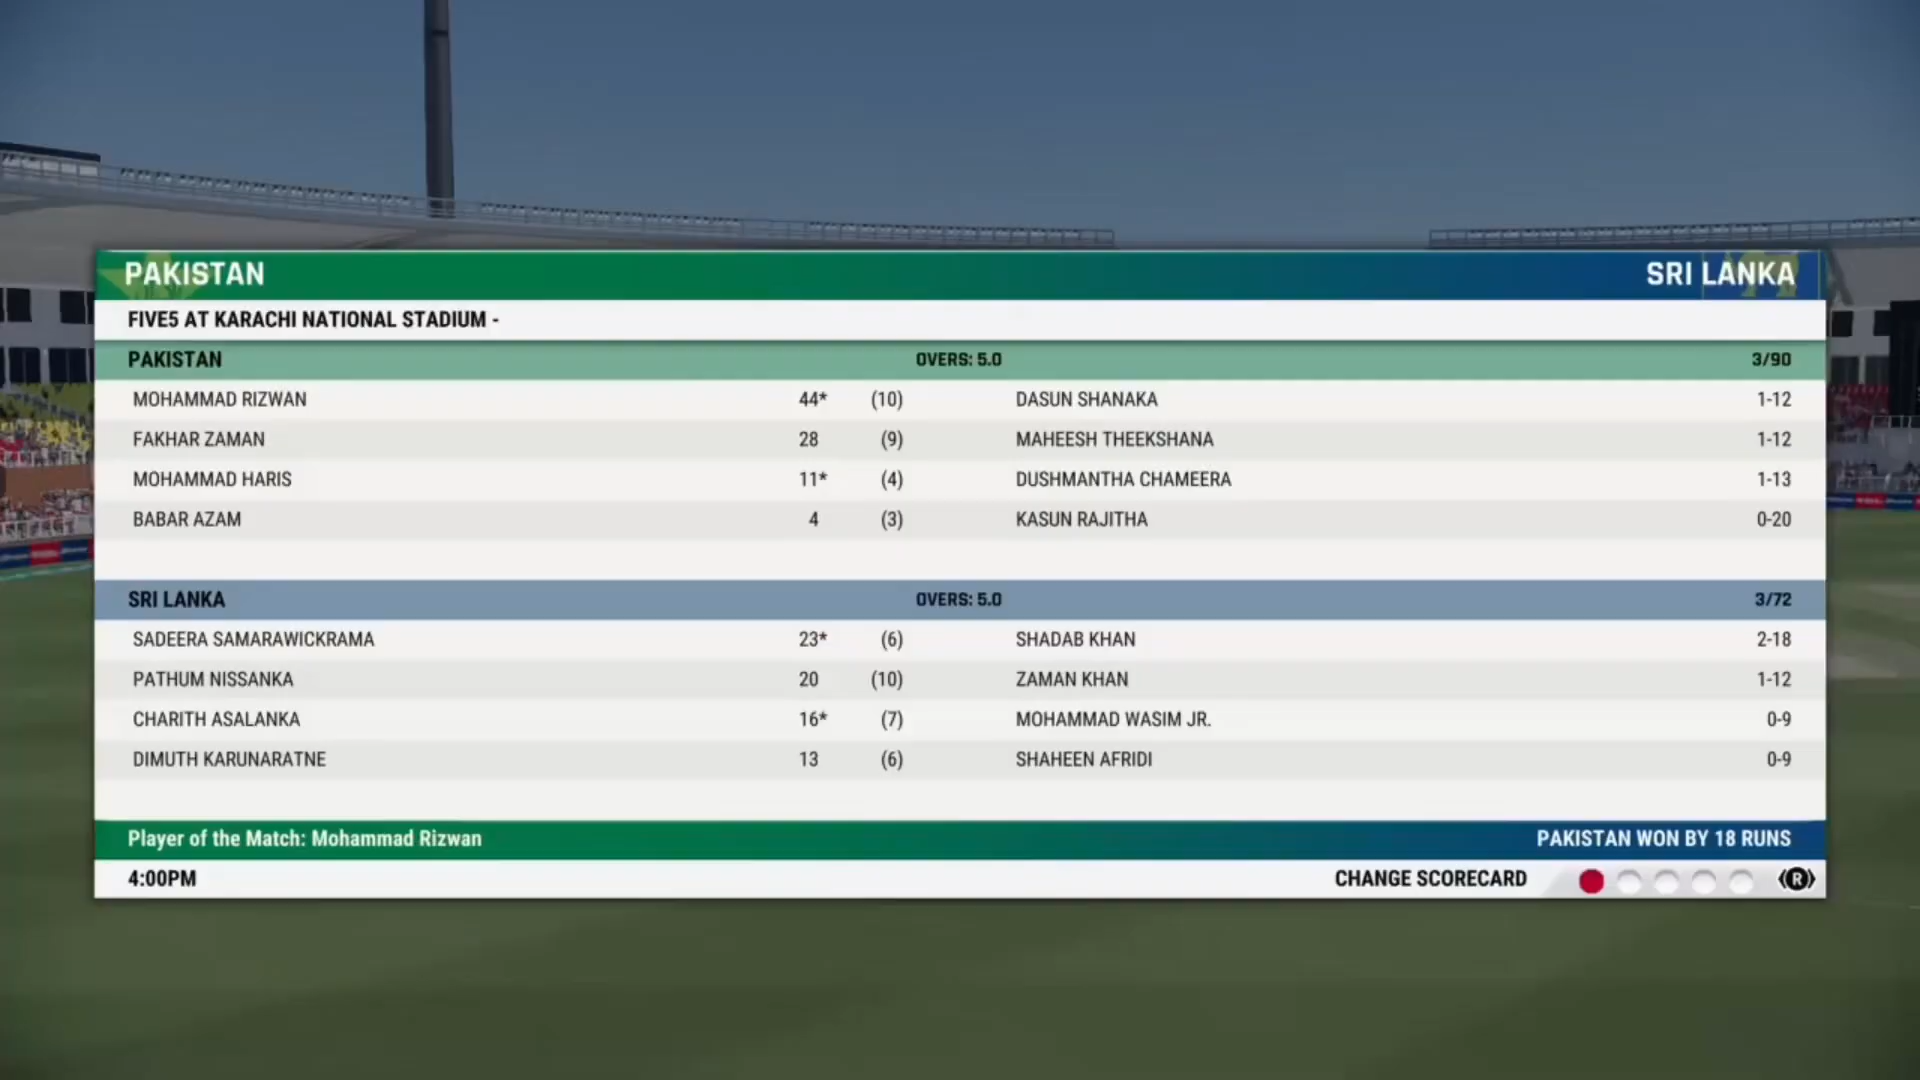 PAKISTAN SRI LANKA
FIVE5 AT KARACHI NATIONAL STADIUM -
PAKISTAN OVERS: 5.0 3/90
MOHAMMAD RIZWAN 44* (10) DASUN SHANAKA 1-12
FAKHAR ZAMAN 28 (9) MAHEESH THEEKSHANA 1-12
MOHAMMAD HARIS 11* (4) DUSHMANTHA CHAMEERA 1-13
BABAR AZAM 4 (3) KASUN RAJITHA 0-20
SRI LANKA OVERS: 5.0 3/72
SADEERA SAMARAWICKRAMA 23* (6) SHADAB KHAN 2-18
PATHUM NISSANKA 20 (10) ZAMAN KHAN 1-12
CHARITH ASALANKA 16* (7) MOHAMMAD WASIM JR. 0-9
DIMUTH KARUNARATNE 13 (6) SHAHEEN AFRIDI 0-9
Player of the Match: Mohammad Rizwan PAKISTAN WON BY 18 RUNS
4:00PM CHANGE SCORECARD R